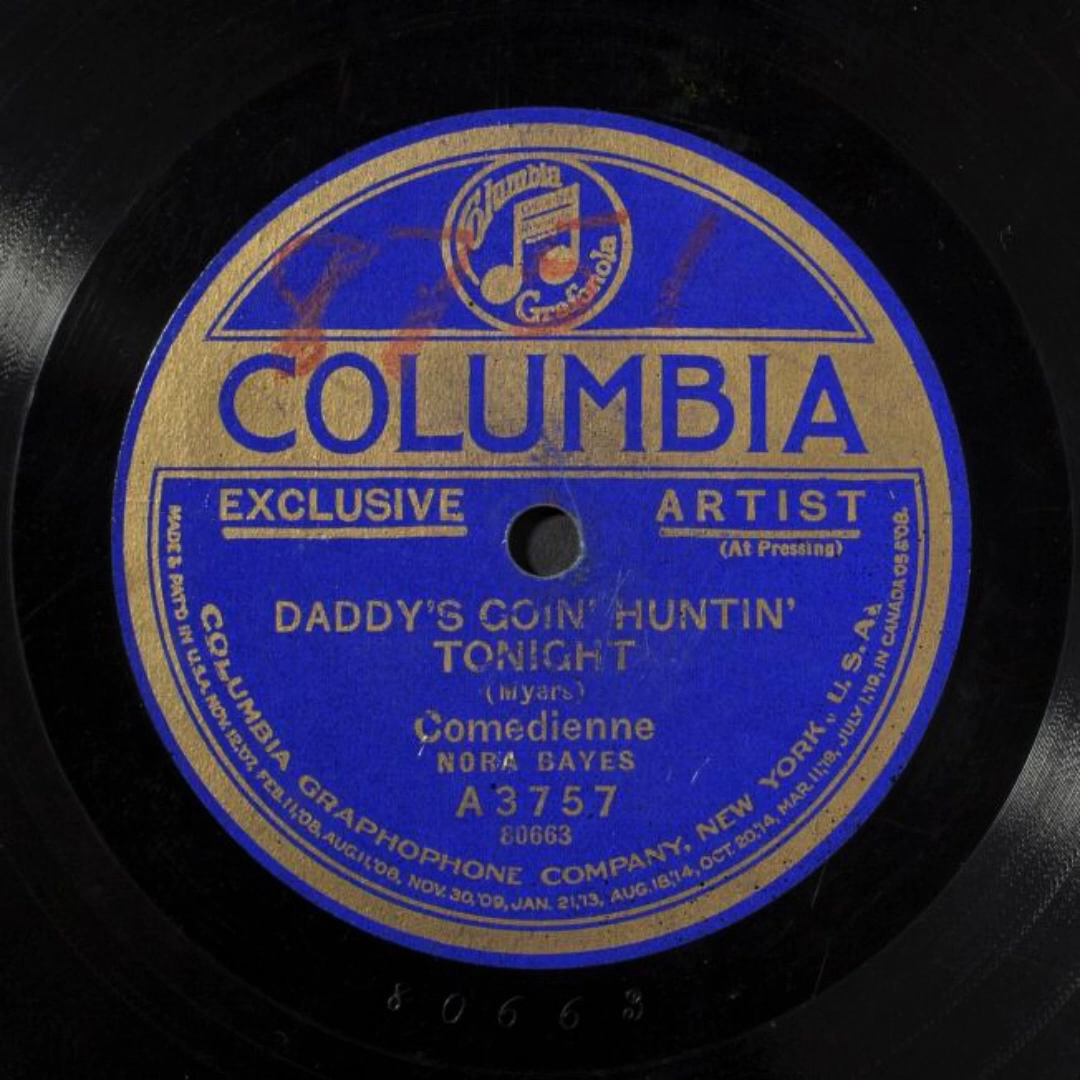 Columbia
Grafonola
COLUMBIA
EXCLUSIVE ARTIST
(At Pressing)
DADDY'S GOIN' HUNTIN'
TONIGHT
(Myers)
Comedienne
NORA BAYES
A3757
80663
COLUMBIA GRAPHOPHONE COMPANY, NEW YORK, U.S.A.
MADE & PAT'D IN U.S.A. NOV. 12,'07, FEB. 11,'08, AUG. 11,'08, NOV. 30,'09, JAN. 21,'13, AUG. 18,'14, OCT. 20,'14, MAR. 11,'18, JULY 1,'19, IN CANADA '05 & '08.
80663